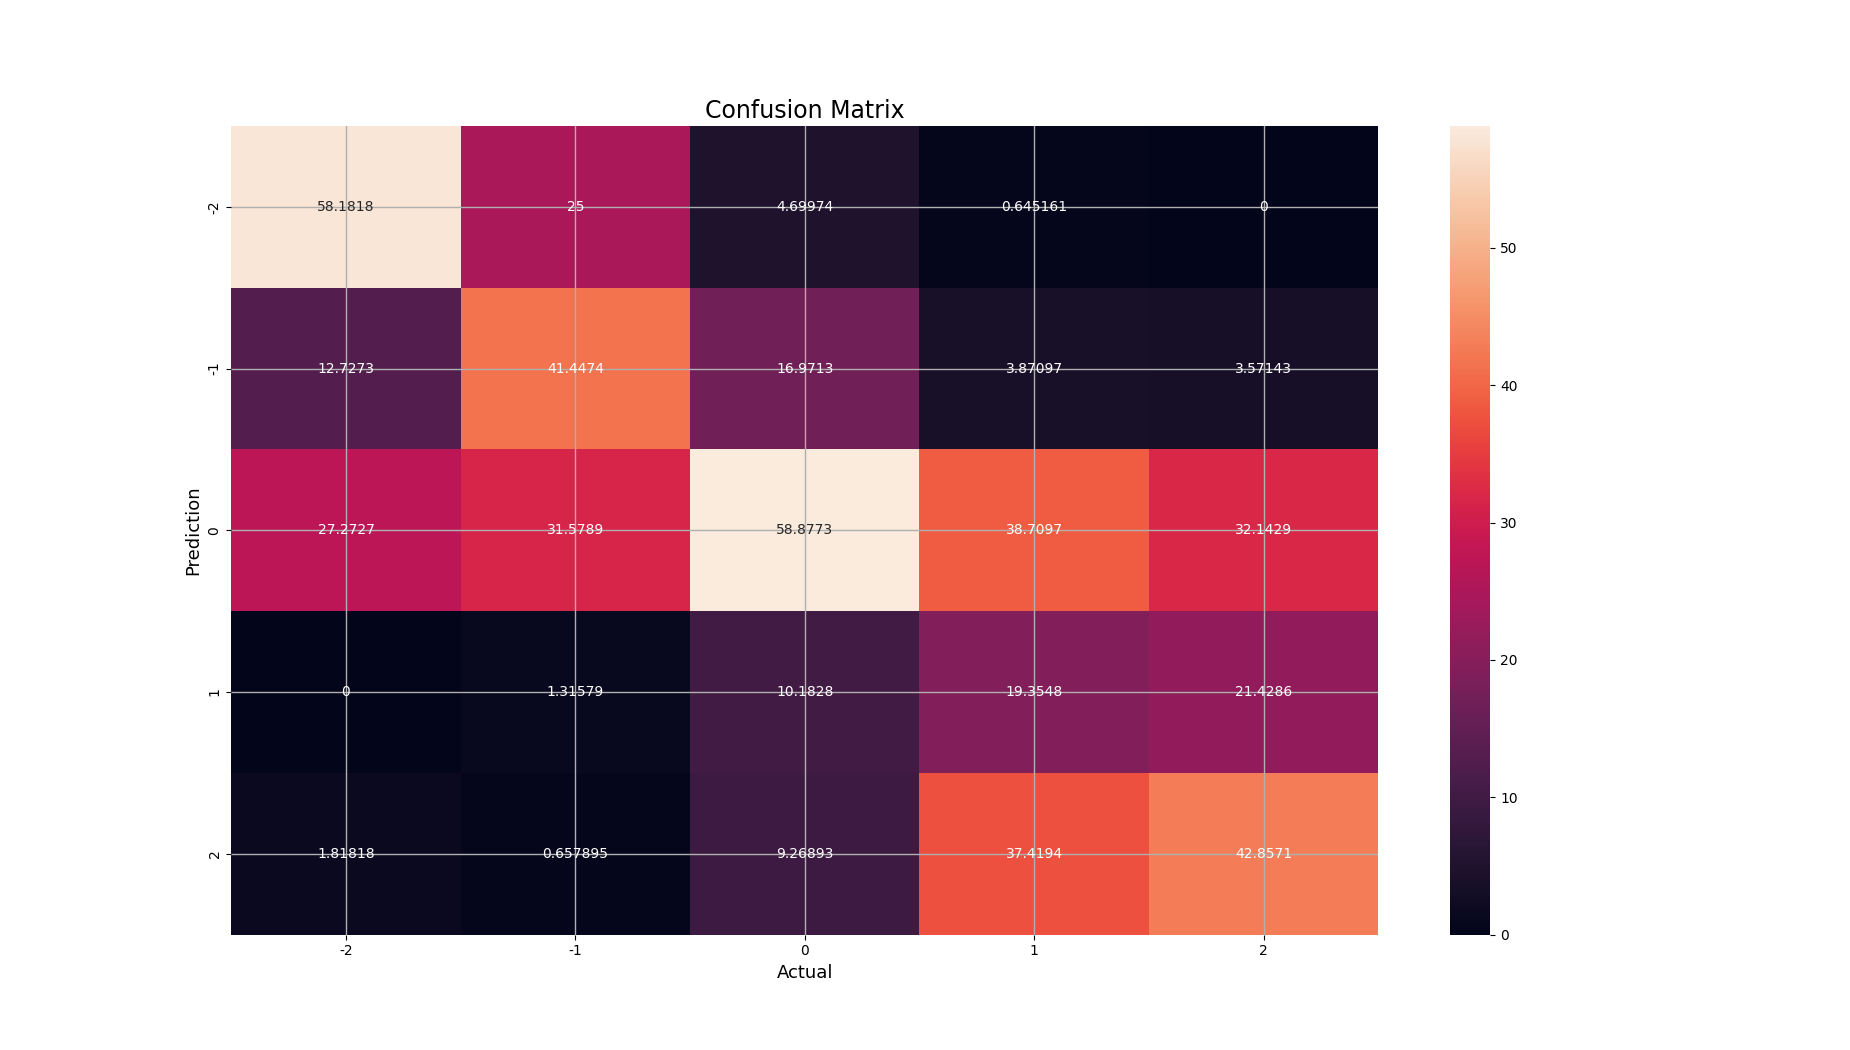 Confusion Matrix
-2 58.1818 25 4.69974 0.645161 0
-1 12.7273 41.4474 16.9713 3.87097 3.57143
0 27.2727 31.5789 58.8773 38.7097 32.1429
1 0 1.31579 10.1828 19.3548 21.4286
2 1.81818 0.657895 9.26893 37.4194 42.8571
Prediction
-2 -1 0 1 2
Actual
50
40
30
20
10
0